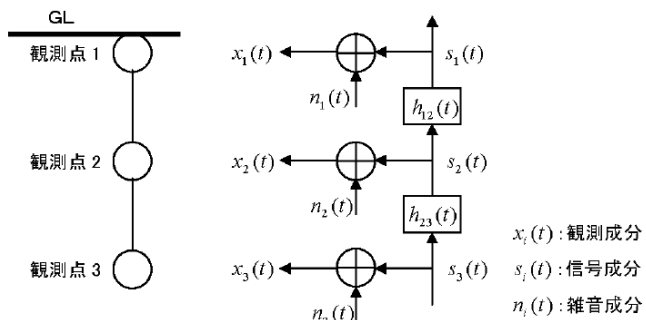 GL
観測点1
x₁(t)
s₁(t)
n₁(t)
h₁₂(t)
観測点2
x₂(t)
s₂(t)
n₂(t)
h₂₃(t)
xᵢ(t):観測成分
観測点3
x₃(t)
s₃(t)
sᵢ(t):信号成分
nᵢ(t):雑音成分